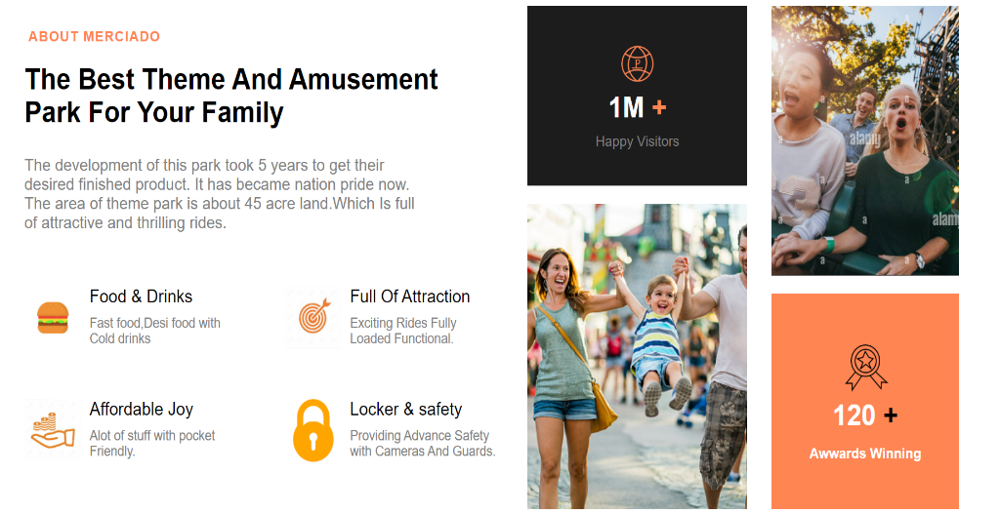 ABOUT MERCIADO
The Best Theme And Amusement
Park For Your Family
The development of this park took 5 years to get their
desired finished product. It has became nation pride now.
The area of theme park is about 45 acre land.Which Is full
of attractive and thrilling rides.
Food & Drinks
Fast food,Desi food with
Cold drinks
Full Of Attraction
Exciting Rides Fully
Loaded Functional.
Affordable Joy
Alot of stuff with pocket
Friendly.
Locker & safety
Providing Advance Safety
with Cameras And Guards.
P
1M +
Happy Visitors
a
a
alamy
a
a
a
alamy
a
a
120 +
Awwards Winning